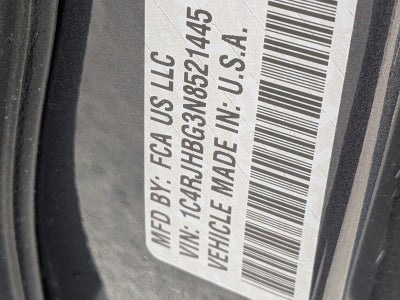 MFD BY: FCA US LLC
VIN: 1C4RJHBG3N8521445
VEHICLE MADE IN: U.S.A.